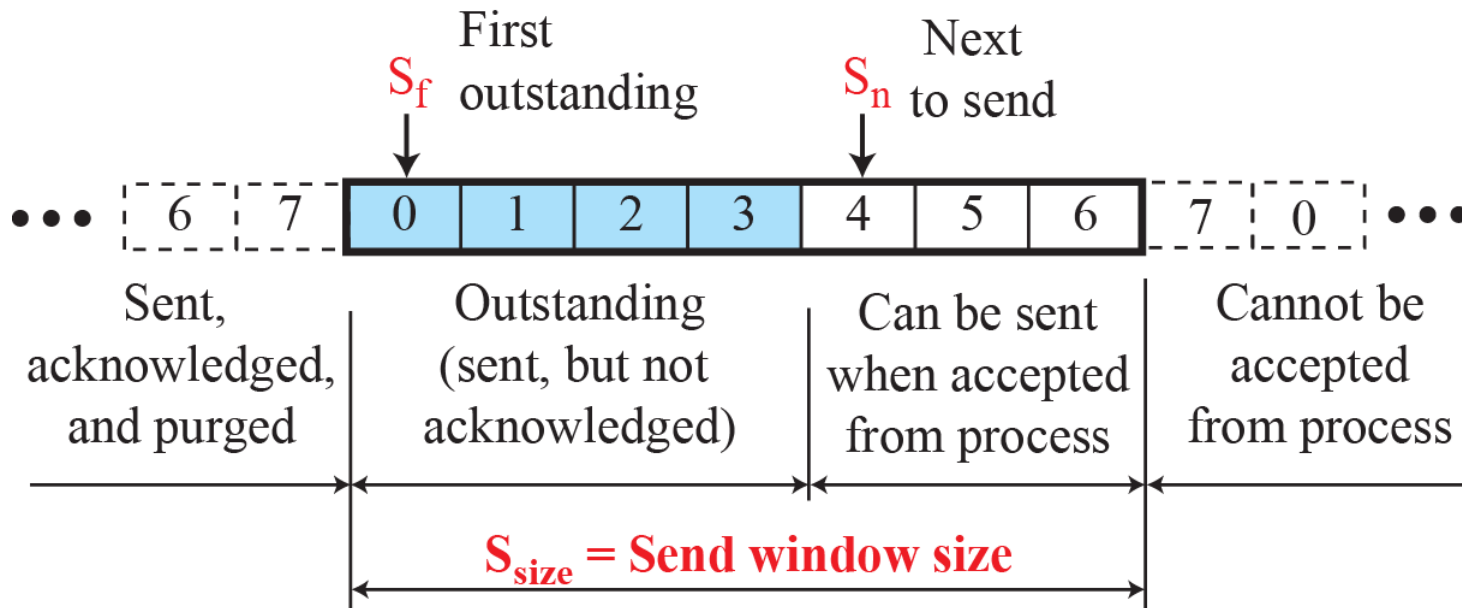 First
outstanding
S_f
Next
to send
S_n
••• 6 7 0 1 2 3 4 5 6 7 0 •••
Sent,
acknowledged,
and purged
Outstanding
(sent, but not
acknowledged)
Can be sent
when accepted
from process
Cannot be
accepted
from process
S_size = Send window size